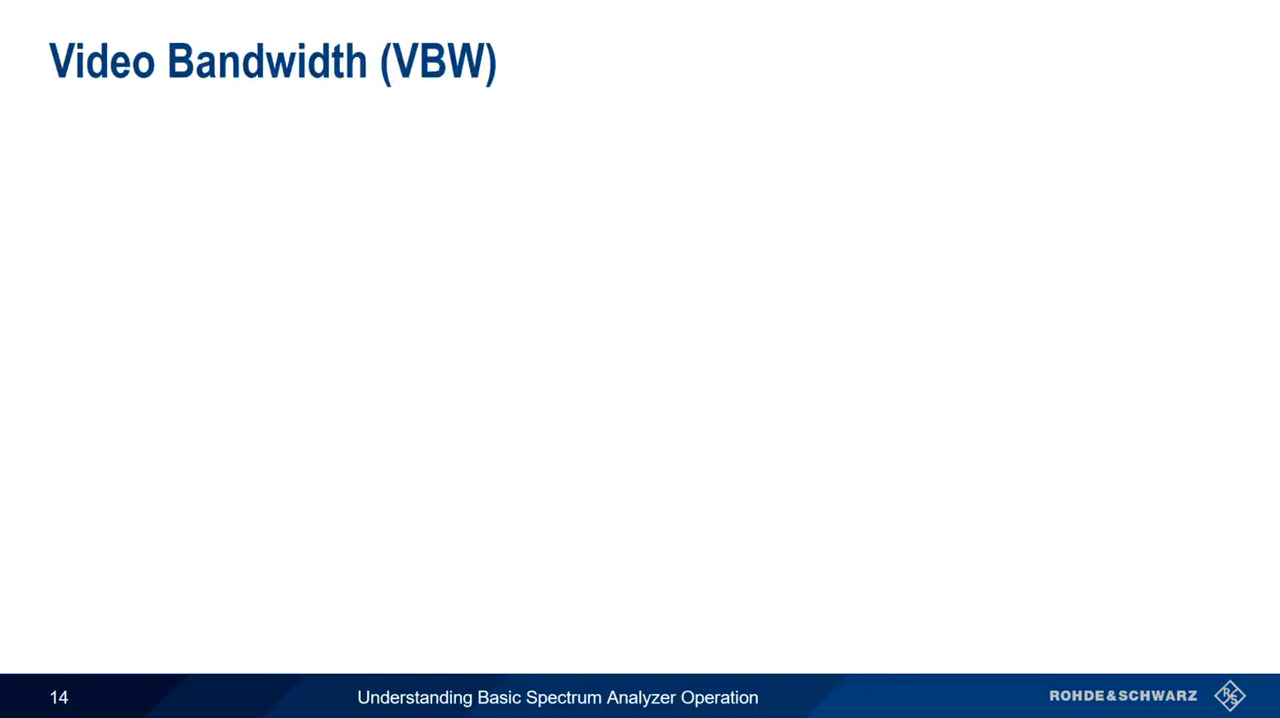 Video Bandwidth (VBW)
14
Understanding Basic Spectrum Analyzer Operation
ROHDE&SCHWARZ
R
S